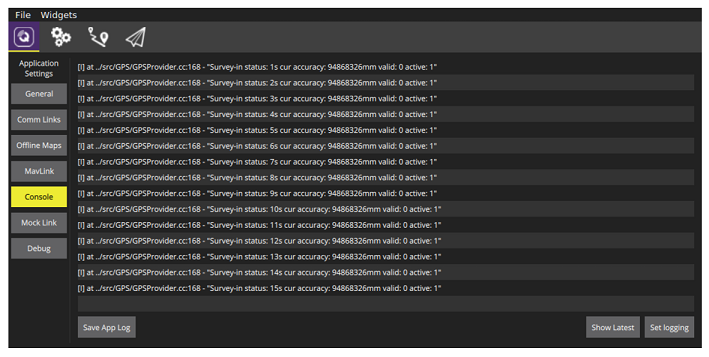 File Widgets
Application
Settings
General
Comm Links
Offline Maps
MavLink
Console
Mock Link
Debug
[I] at ../src/GPS/GPSProvider.cc:168 - "Survey-in status: 1s cur accuracy: 94868326mm valid: 0 active: 1"
[I] at ../src/GPS/GPSProvider.cc:168 - "Survey-in status: 2s cur accuracy: 94868326mm valid: 0 active: 1"
[I] at ../src/GPS/GPSProvider.cc:168 - "Survey-in status: 3s cur accuracy: 94868326mm valid: 0 active: 1"
[I] at ../src/GPS/GPSProvider.cc:168 - "Survey-in status: 4s cur accuracy: 94868326mm valid: 0 active: 1"
[I] at ../src/GPS/GPSProvider.cc:168 - "Survey-in status: 5s cur accuracy: 94868326mm valid: 0 active: 1"
[I] at ../src/GPS/GPSProvider.cc:168 - "Survey-in status: 6s cur accuracy: 94868326mm valid: 0 active: 1"
[I] at ../src/GPS/GPSProvider.cc:168 - "Survey-in status: 7s cur accuracy: 94868326mm valid: 0 active: 1"
[I] at ../src/GPS/GPSProvider.cc:168 - "Survey-in status: 8s cur accuracy: 94868326mm valid: 0 active: 1"
[I] at ../src/GPS/GPSProvider.cc:168 - "Survey-in status: 9s cur accuracy: 94868326mm valid: 0 active: 1"
[I] at ../src/GPS/GPSProvider.cc:168 - "Survey-in status: 10s cur accuracy: 94868326mm valid: 0 active: 1"
[I] at ../src/GPS/GPSProvider.cc:168 - "Survey-in status: 11s cur accuracy: 94868326mm valid: 0 active: 1"
[I] at ../src/GPS/GPSProvider.cc:168 - "Survey-in status: 12s cur accuracy: 94868326mm valid: 0 active: 1"
[I] at ../src/GPS/GPSProvider.cc:168 - "Survey-in status: 13s cur accuracy: 94868326mm valid: 0 active: 1"
[I] at ../src/GPS/GPSProvider.cc:168 - "Survey-in status: 14s cur accuracy: 94868326mm valid: 0 active: 1"
[I] at ../src/GPS/GPSProvider.cc:168 - "Survey-in status: 15s cur accuracy: 94868326mm valid: 0 active: 1"
Save App Log Show Latest Set logging